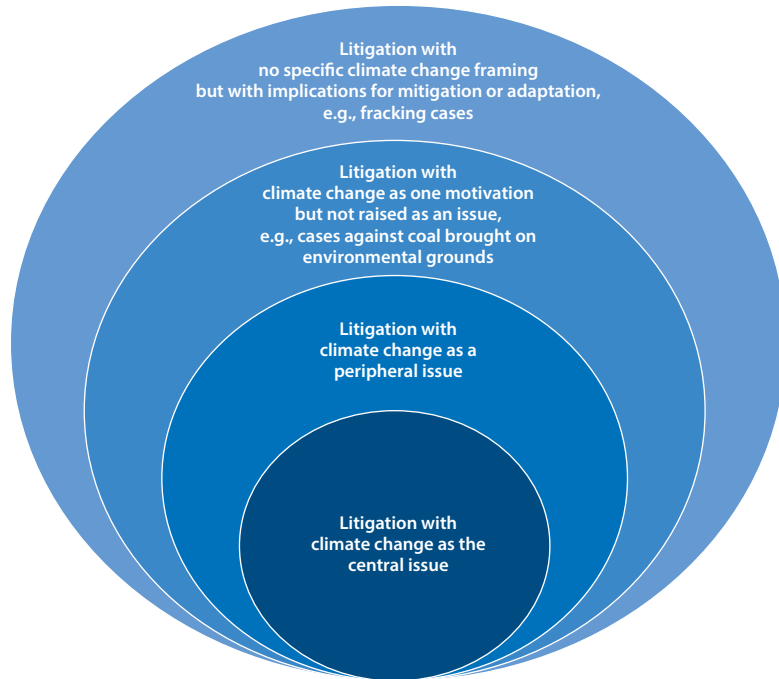 Litigation with
no specific climate change framing
but with implications for mitigation or adaptation,
e.g., fracking cases
Litigation with
climate change as one motivation
but not raised as an issue,
e.g., cases against coal brought on
environmental grounds
Litigation with
climate change as a
peripheral issue
Litigation with
climate change as the
central issue